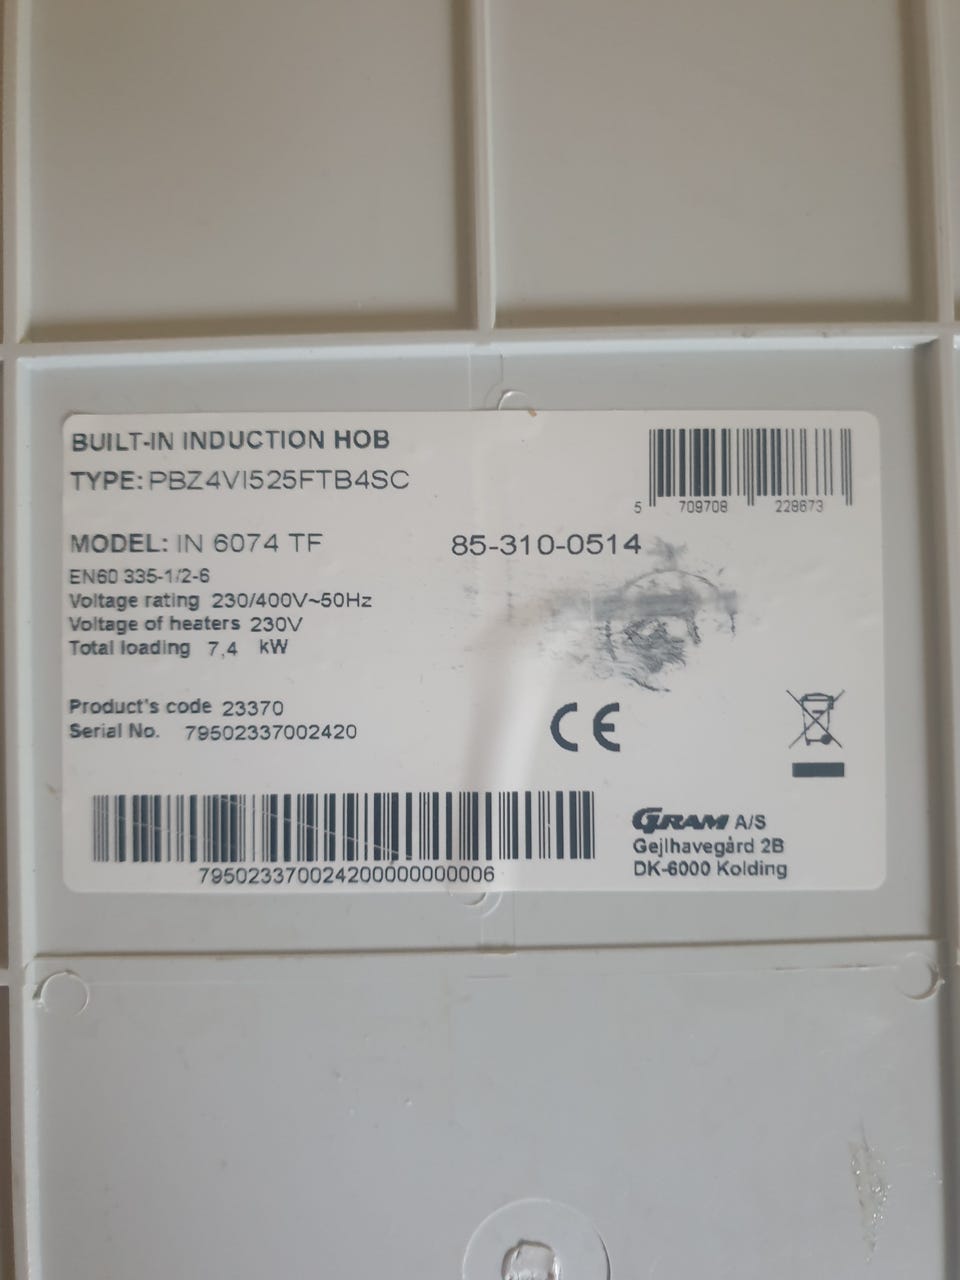 BUILT-IN INDUCTION HOB
TYPE: PBZ4VI525FTB4SC
5 709708 228673
MODEL: IN 6074 TF 85-310-0514
EN60 335-1/2-6
Voltage rating 230/400V~50Hz
Voltage of heaters 230V
Total loading 7,4 kW
Product's code 23370
Serial No. 79502337002420
CE
795023370024200000000006
GRAM A/S
Gejlhavegård 2B
DK-6000 Kolding